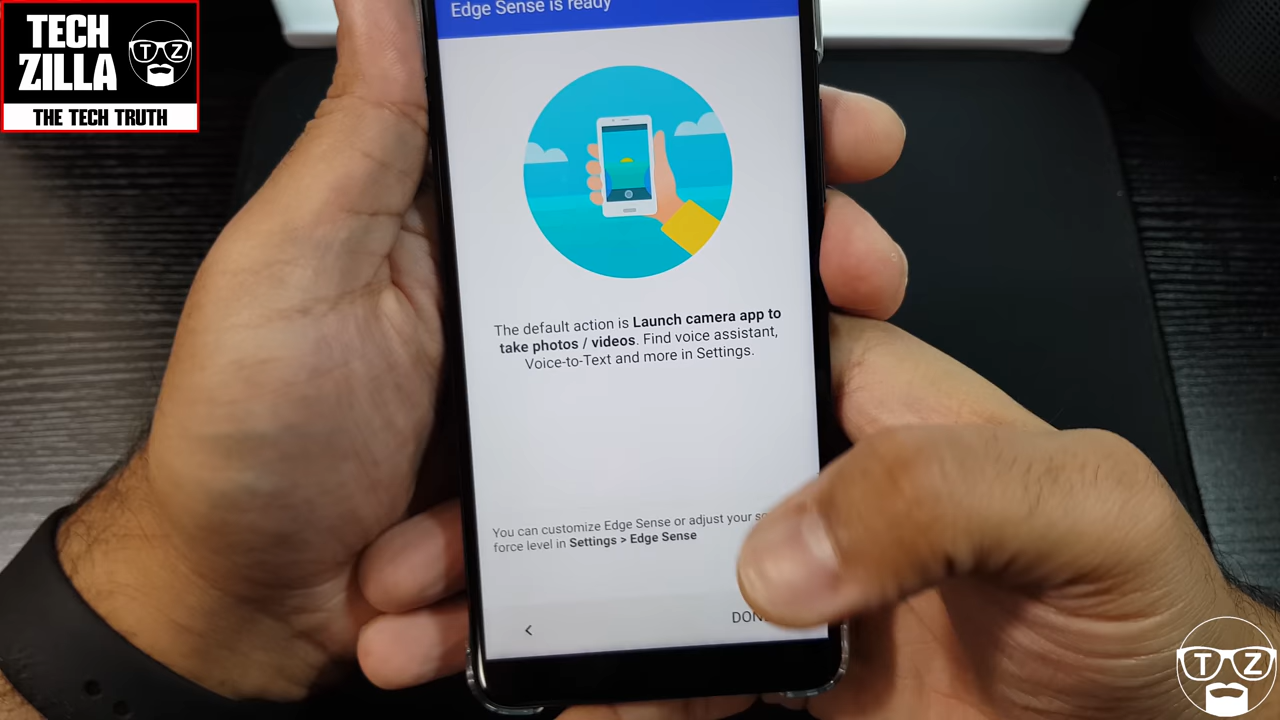 Edge Sense is ready
TECH
ZILLA
TZ
THE TECH TRUTH
The default action is Launch camera app to
take photos / videos. Find voice assistant,
Voice-to-Text and more in Settings.
You can customize Edge Sense or adjust your
force level in Settings > Edge Sense
<
TZ